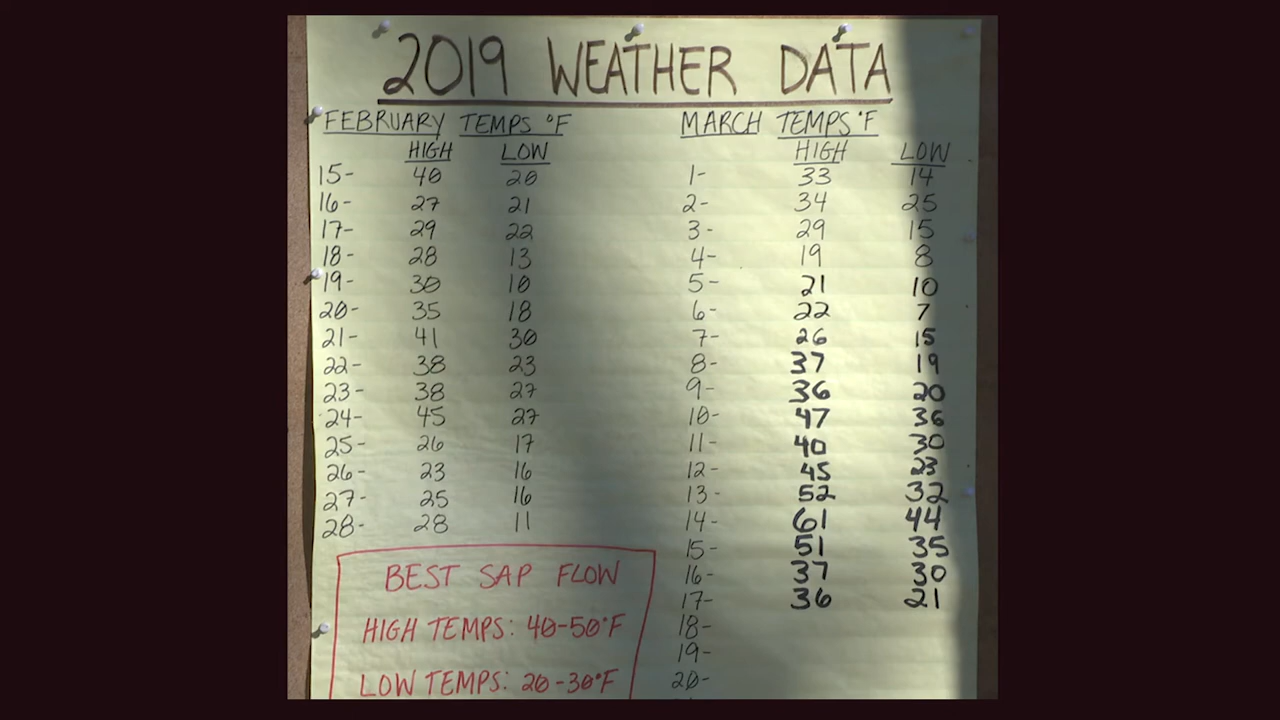 2019 WEATHER DATA
FEBRUARY TEMPS °F
HIGH LOW
15- 40 20
16- 27 21
17- 29 22
18- 28 13
19- 30 10
20- 35 18
21- 41 30
22- 38 23
23- 38 27
24- 45 27
25- 26 17
26- 23 16
27- 25 16
28- 28 11
BEST SAP FLOW
HIGH TEMPS: 40-50°F
LOW TEMPS: 20-30°F
MARCH TEMPS °F
HIGH LOW
1- 33 14
2- 34 25
3- 29 15
4- 19 8
5- 21 10
6- 22 7
7- 26 15
8- 37 19
9- 36 20
10- 47 36
11- 40 30
12- 45 23
13- 52 32
14- 61 44
15- 51 35
16- 37 30
17- 36 21
18-
19-
20-